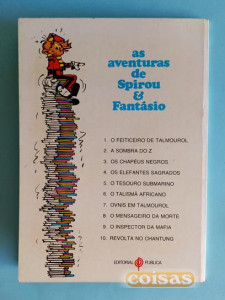 as
aventuras
de
Spirou
&
Fantásio
1. O FEITICEIRO DE TALMOUROL
2. A SOMBRA DO Z
3. OS CHAPÉUS NEGROS
4. OS ELEFANTES SAGRADOS
5. O TESOURO SUBMARINO
6. O TALISMÃ AFRICANO
7. OVNIS EM TALMOUROL
8. O MENSAGEIRO DA MORTE
9. O INSPECTOR DA MAFIA
10. REVOLTA NO CHANTUNG
EDITORIAL PUBLICA
coisas